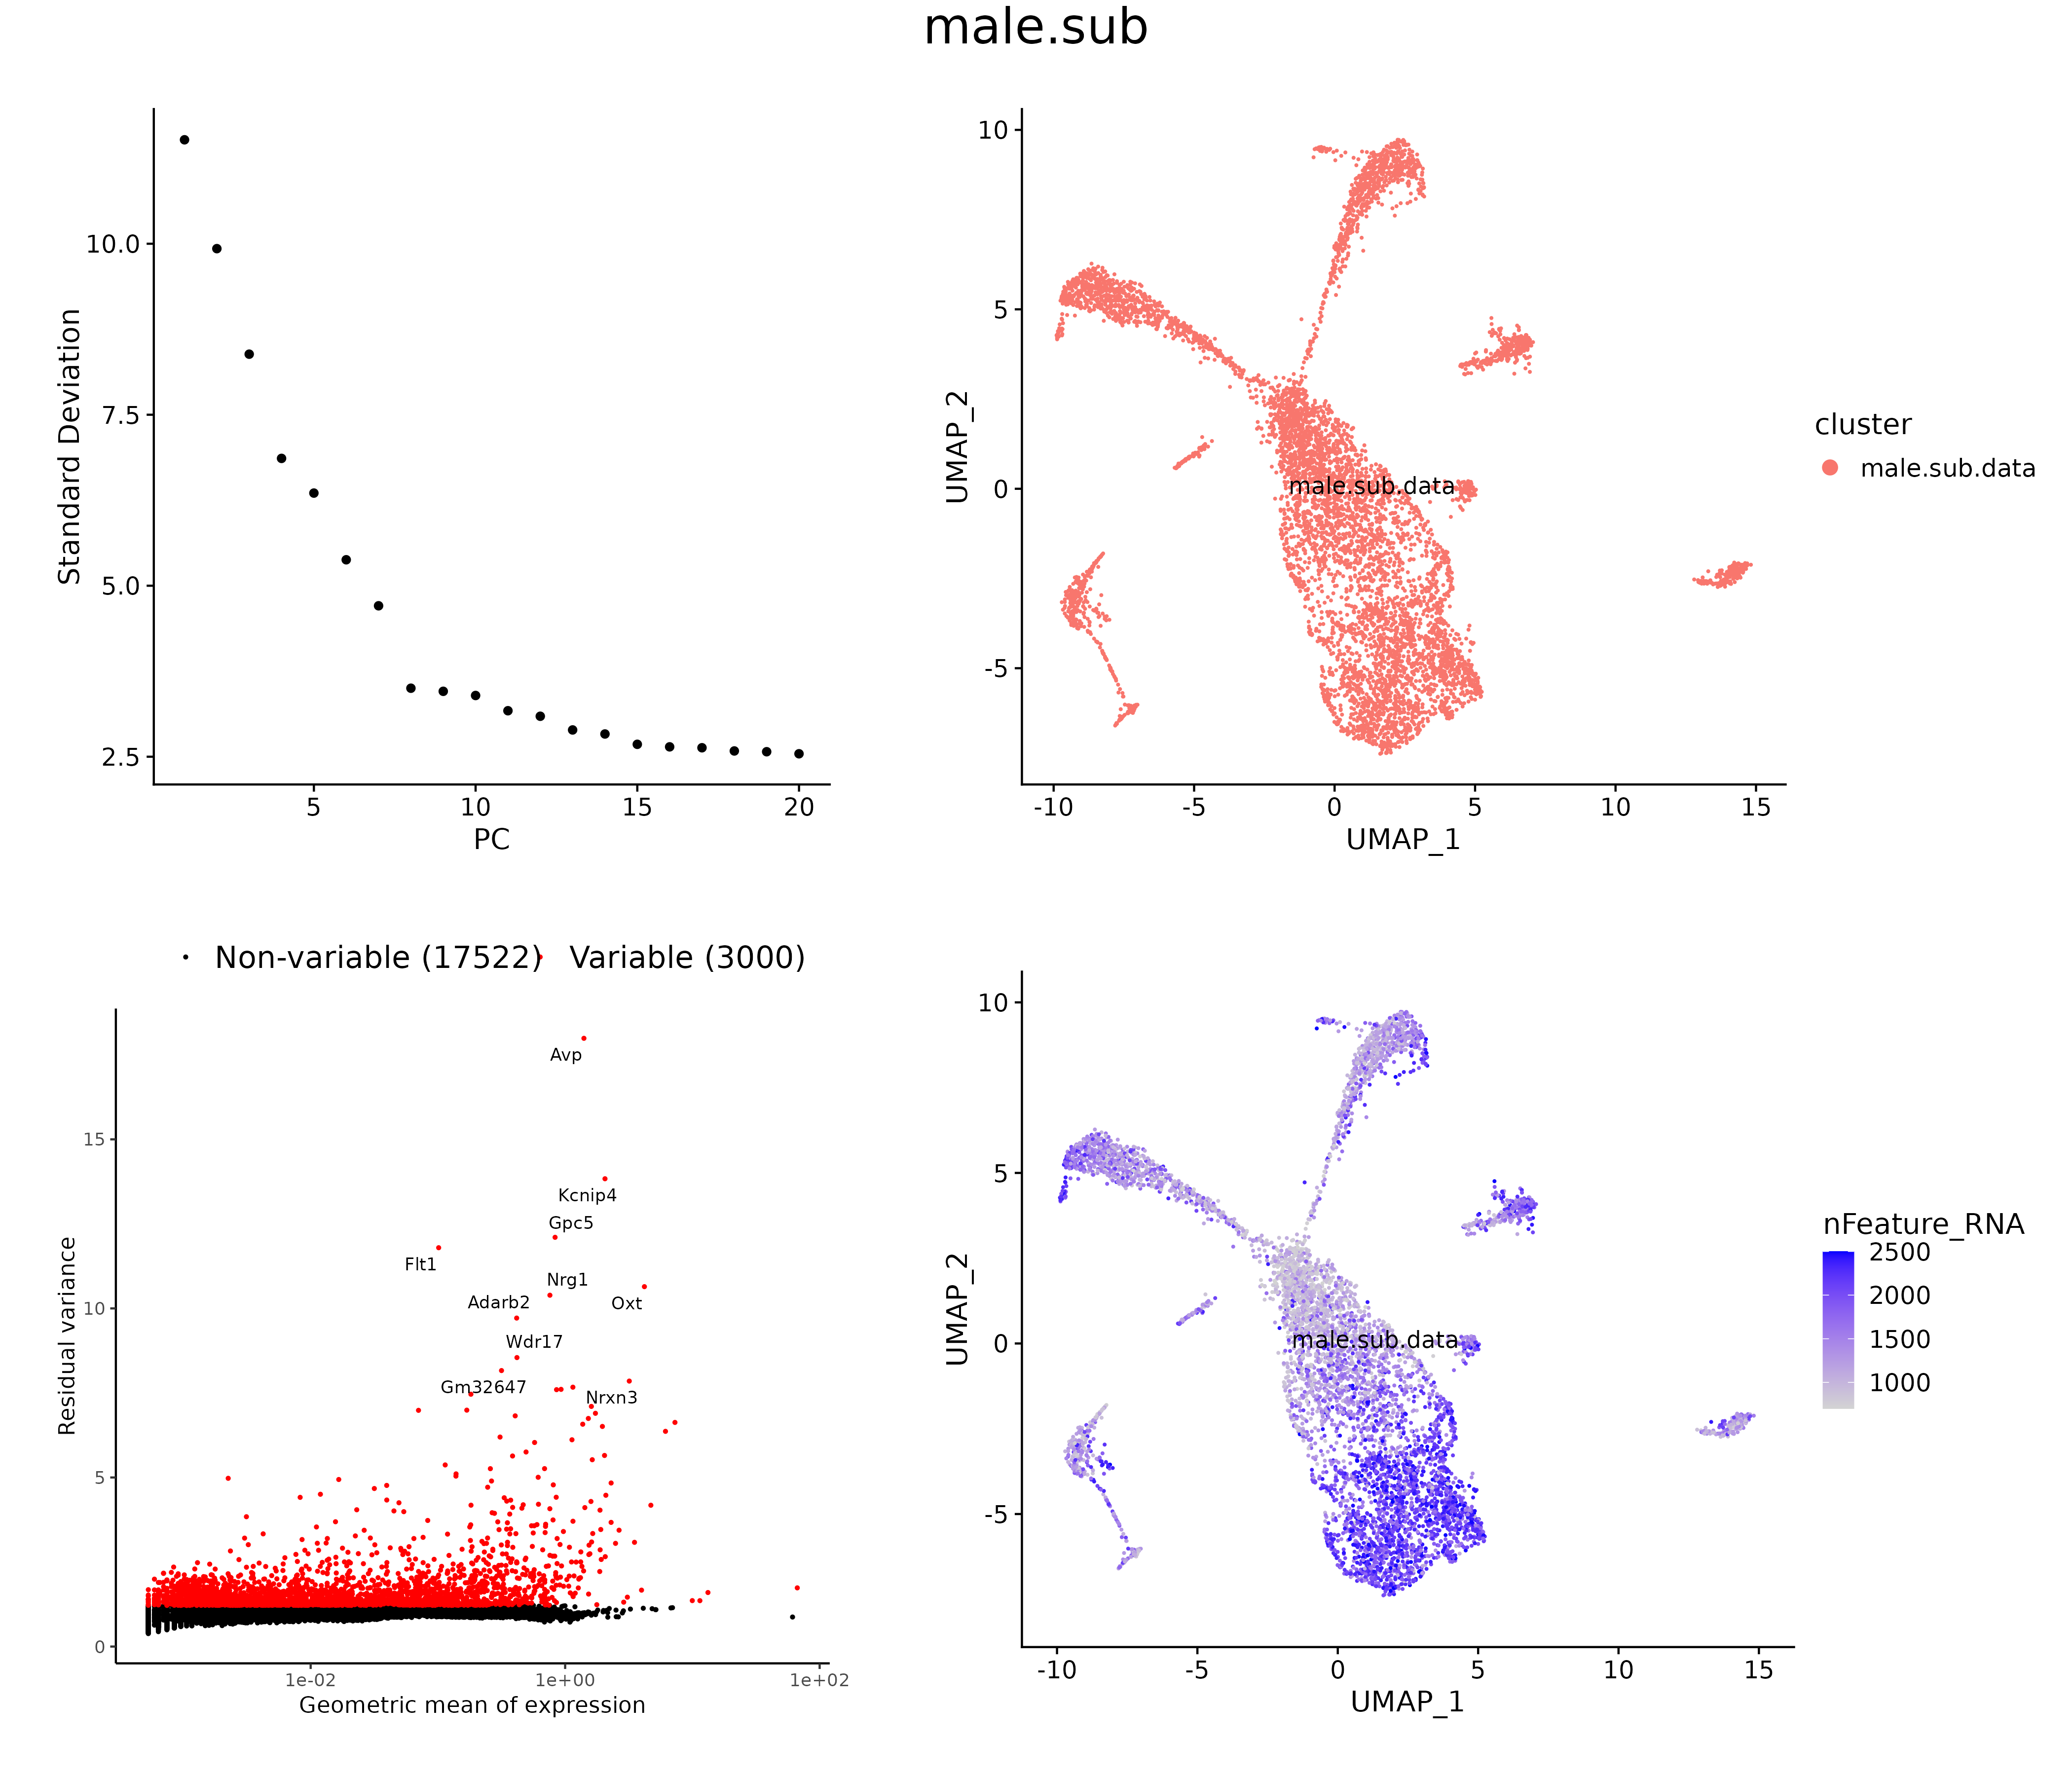 male.sub
10.0
7.5
5.0
2.5
Standard Deviation
5
10
15
20
PC
10
5
0
-5
UMAP_2
male.sub.data
-10
-5
0
5
10
15
UMAP_1
cluster
male.sub.data
Non-variable (17522)
Variable (3000)
15
10
5
0
Residual variance
Avp
Kcnip4
Gpc5
Flt1
Nrg1
Adarb2
Oxt
Wdr17
Gm32647
Nrxn3
1e-02
1e+00
1e+02
Geometric mean of expression
10
5
0
-5
UMAP_2
male.sub.data
-10
-5
0
5
10
15
UMAP_1
nFeature_RNA
2500
2000
1500
1000